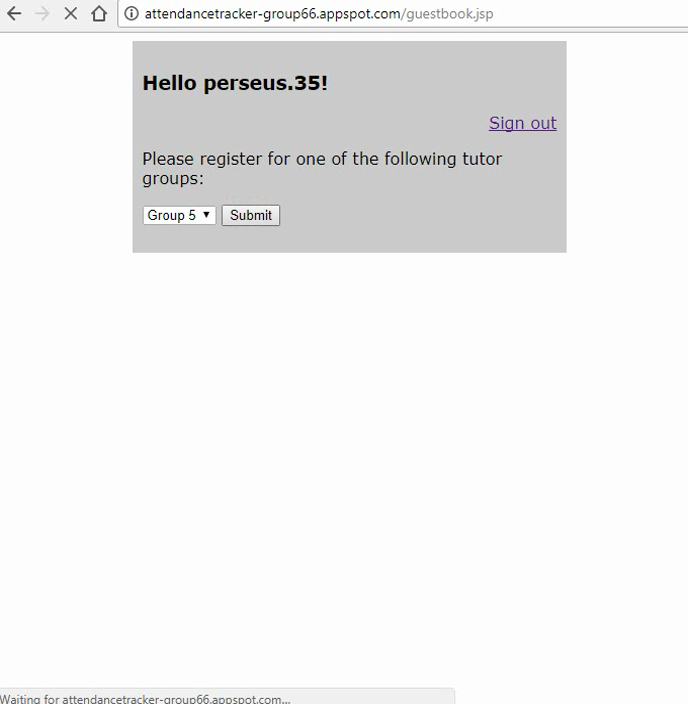 attendancetracker-group66.appspot.com/guestbook.jsp
Hello perseus.35!
Sign out
Please register for one of the following tutor
groups:
Group 5 Submit
Waiting for attendancetracker-group66.appspot.com...